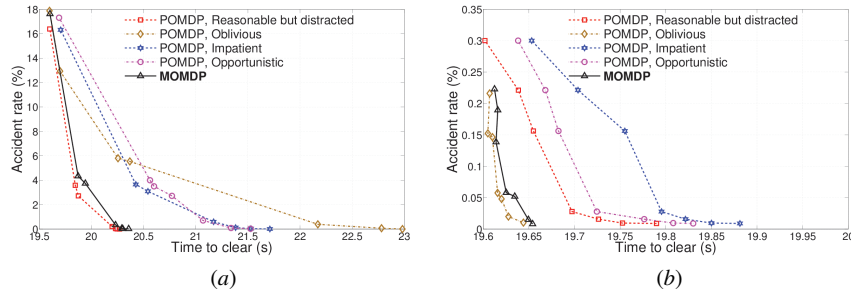 18
16
14
12
10
8
6
4
2
0
Accident rate (%)
POMDP, Reasonable but distracted
POMDP, Oblivious
POMDP, Impatient
POMDP, Opportunistic
MOMDP
19.5 20 20.5 21 21.5 22 22.5 23
Time to clear (s)
(a)
0.35
0.3
0.25
0.2
0.15
0.1
0.05
0
Accident rate (%)
POMDP, Reasonable but distracted
POMDP, Oblivious
POMDP, Impatient
POMDP, Opportunistic
MOMDP
19.6 19.65 19.7 19.75 19.8 19.85 19.9 19.95 20
Time to clear (s)
(b)